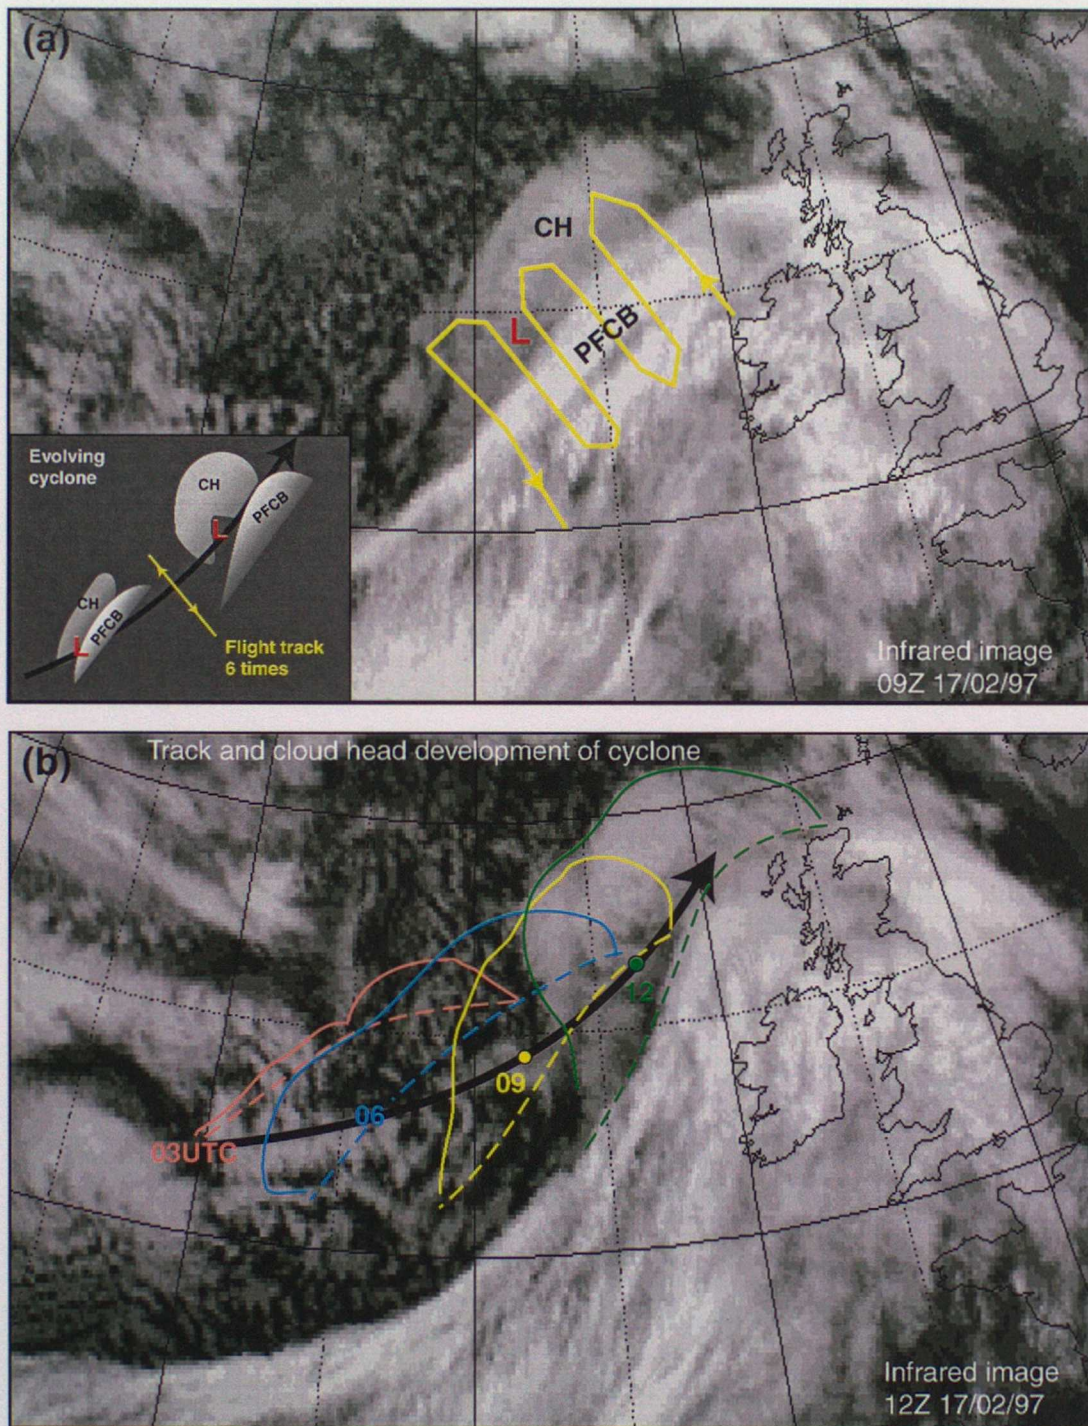 (a)
CH
L
PFCB
Evolving
cyclone
CH
PFCB
L
CH
PFCB
L
Flight track
6 times
Infrared image
09Z 17/02/97
(b)
Track and cloud head development of cyclone
12
09
06
03UTC
Infrared image
12Z 17/02/97